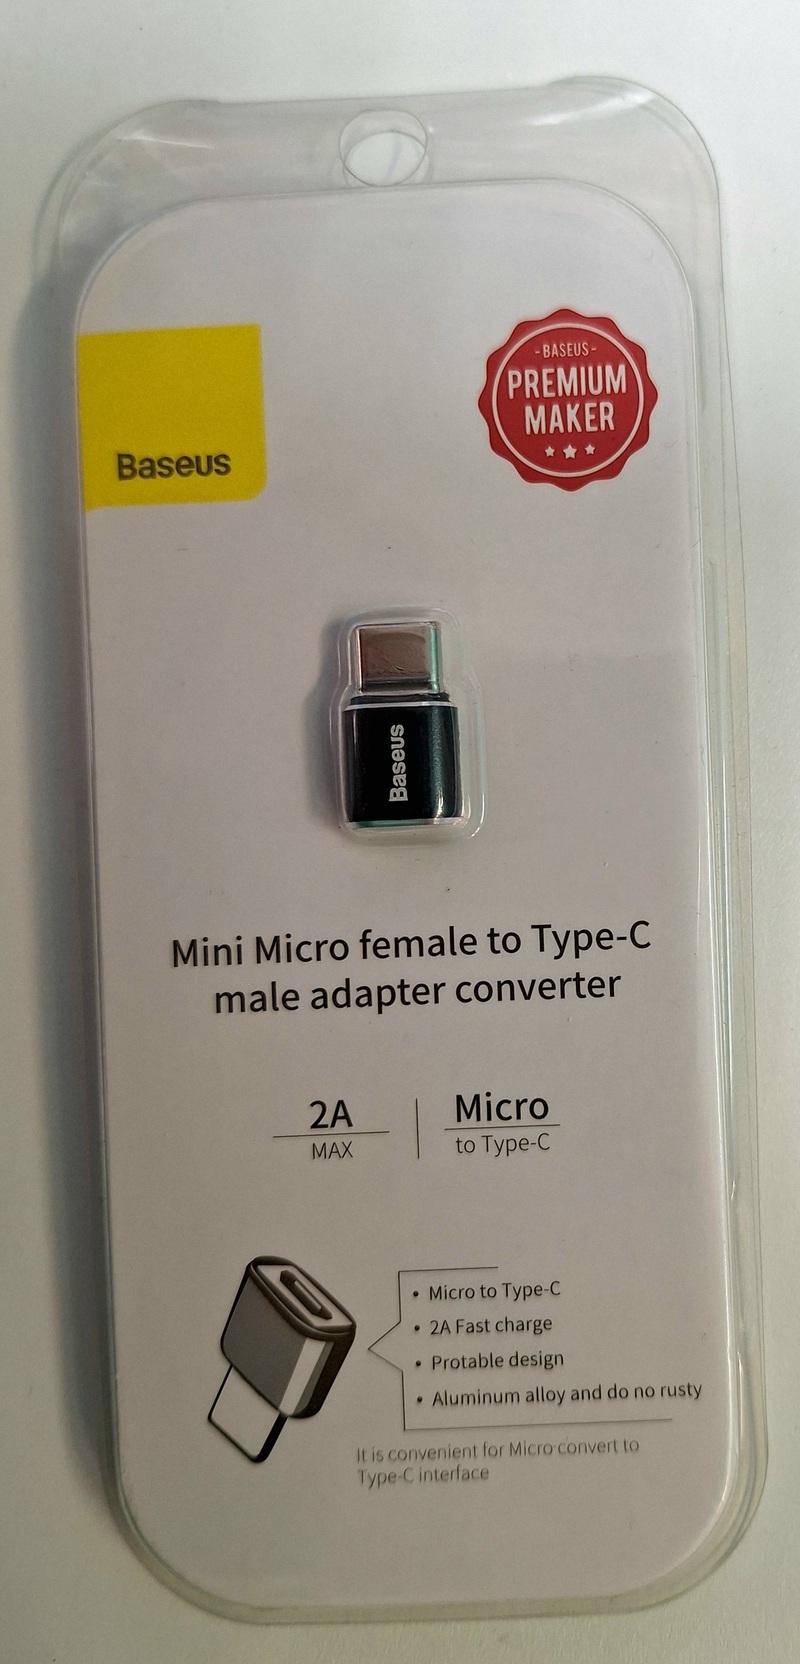 Baseus
-BASEUS-
PREMIUM
MAKER
Baseus
Mini Micro female to Type-C
male adapter converter
2A
MAX
Micro
to Type-C
• Micro to Type-C
• 2A Fast charge
• Protable design
• Aluminum alloy and do no rusty
It is convenient for Micro convert to
Type-C interface